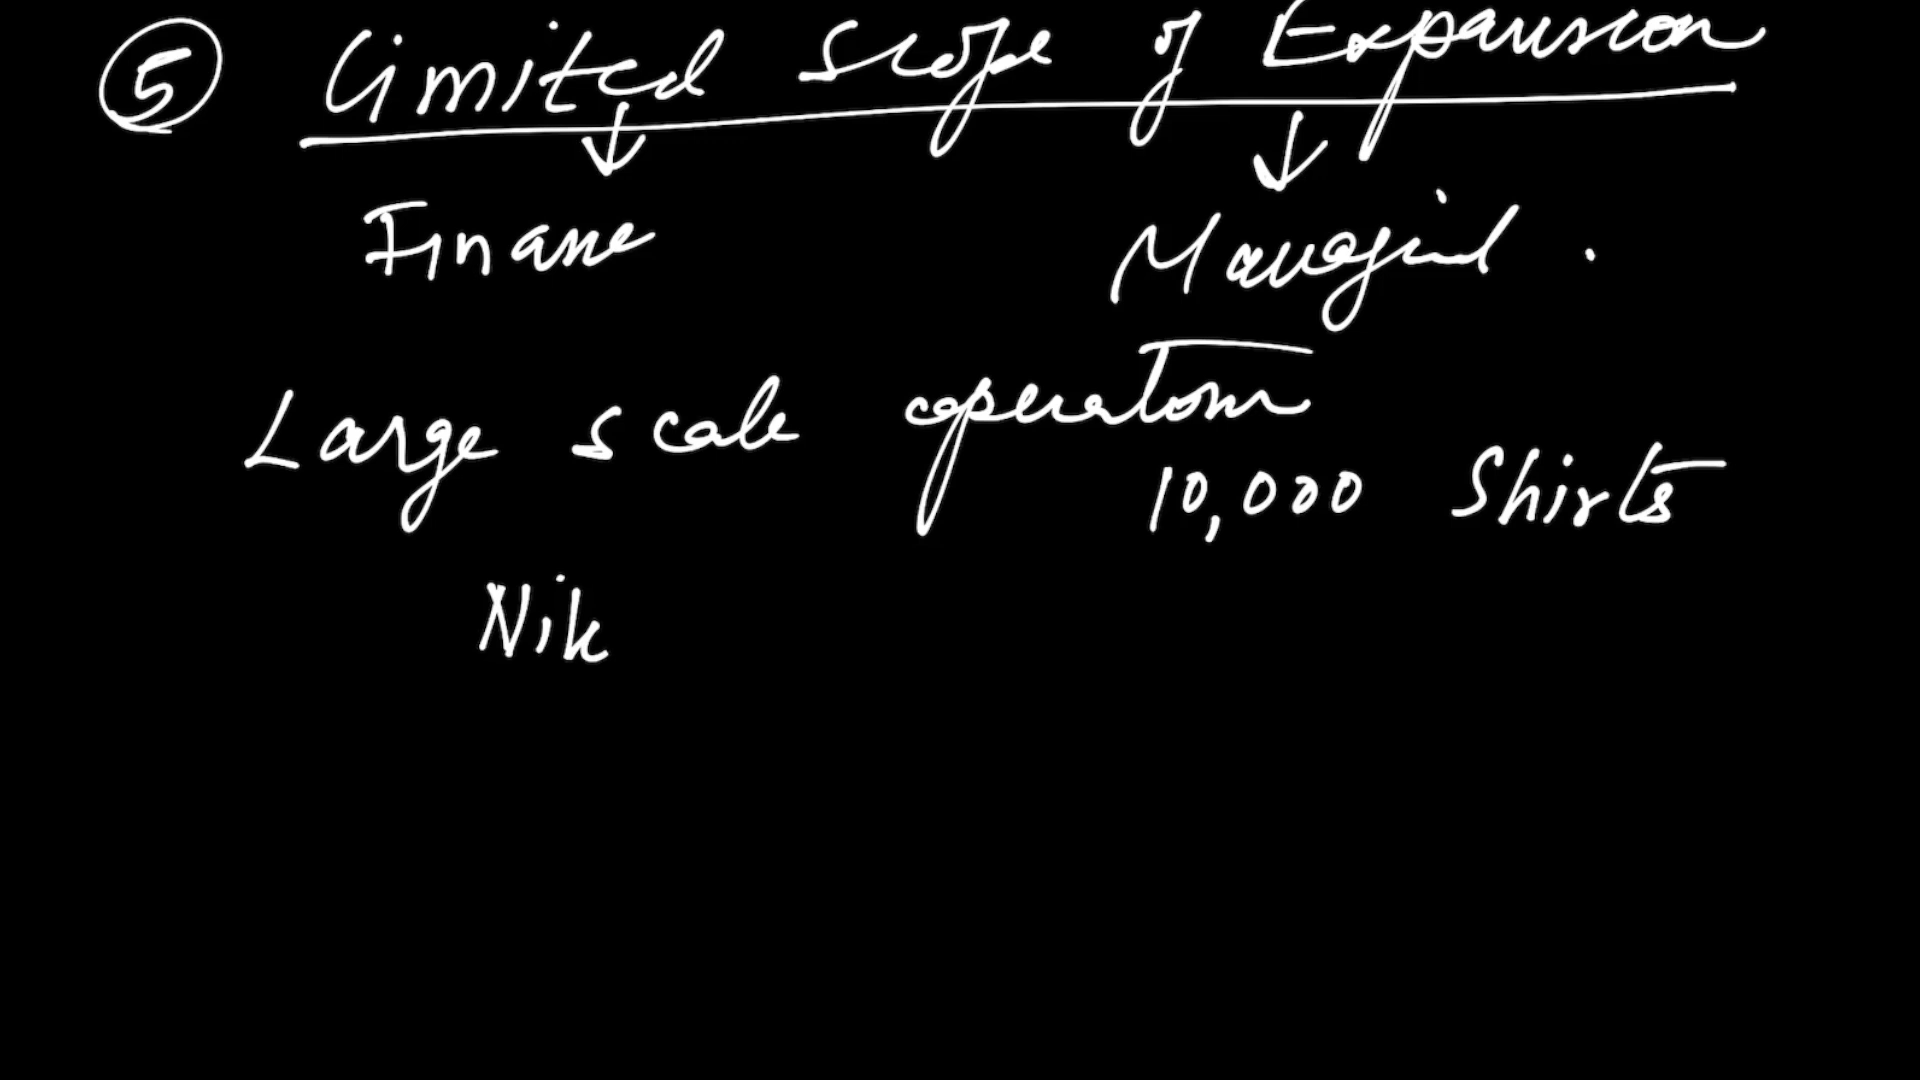 5 Limited scope of Expansion
Finance Managerial.
Large scale operation
10,000 Shirts
Nik